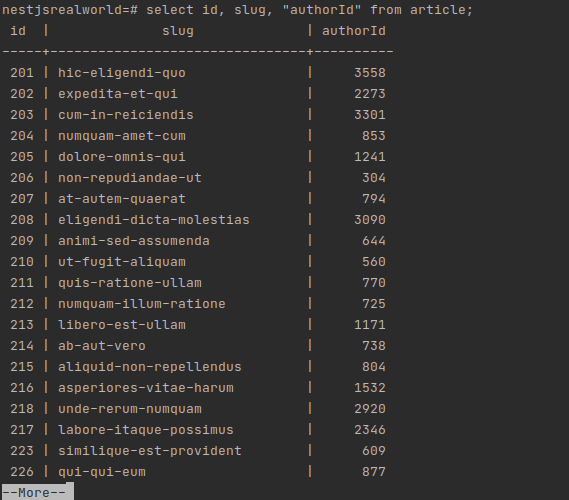 nestjsrealworld=# select id, slug, "authorId" from article;
 id  |              slug              | authorId
-----+--------------------------------+----------
 201 | hic-eligendi-quo               |     3558
 202 | expedita-et-qui                |     2273
 203 | cum-in-reiciendis              |     3301
 204 | numquam-amet-cum               |      853
 205 | dolore-omnis-qui               |     1241
 206 | non-repudiandae-ut             |      304
 207 | at-autem-quaerat               |      794
 208 | eligendi-dicta-molestias       |     3090
 209 | animi-sed-assumenda            |      644
 210 | ut-fugit-aliquam               |      560
 211 | quis-ratione-ullam             |      770
 212 | numquam-illum-ratione          |      725
 213 | libero-est-ullam               |     1171
 214 | ab-aut-vero                    |      738
 215 | aliquid-non-repellendus        |      804
 216 | asperiores-vitae-harum         |     1532
 218 | unde-rerum-numquam             |     2920
 217 | labore-itaque-possimus         |     2346
 223 | similique-est-provident        |      609
 226 | qui-qui-eum                    |      877
--More--